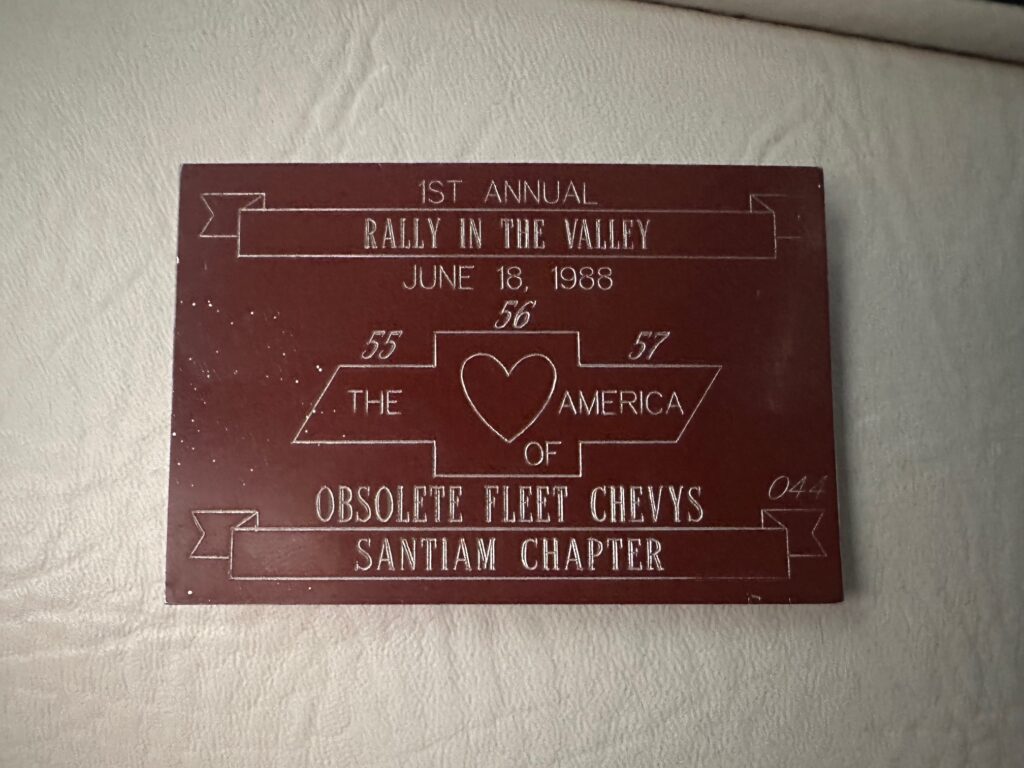 1ST ANNUAL
RALLY IN THE VALLEY
JUNE 18, 1988
55 56 57
THE AMERICA
OF
044
OBSOLETE FLEET CHEVYS
SANTIAM CHAPTER